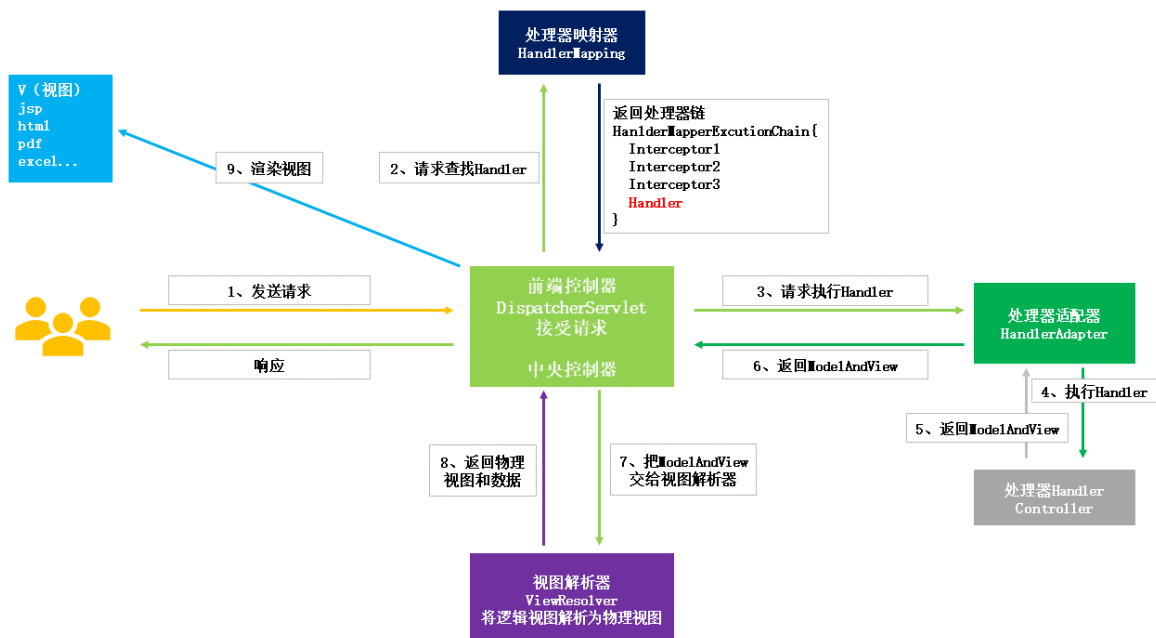 处理器映射器
HandlerMapping
V（视图）
jsp
html
pdf
excel...
返回处理器链
HanlderMapperExcutionChain{
Interceptor1
Interceptor2
Interceptor3
Handler
}
9、渲染视图
2、请求查找Handler
1、发送请求
前端控制器
DispatcherServlet
接受请求
中央控制器
3、请求执行Handler
处理器适配器
HandlerAdapter
响应
6、返回ModelAndView
4、执行Handler
5、返回ModelAndView
8、返回物理
视图和数据
7、把ModelAndView
交给视图解析器
处理器Handler
Controller
视图解析器
ViewResolver
将逻辑视图解析为物理视图